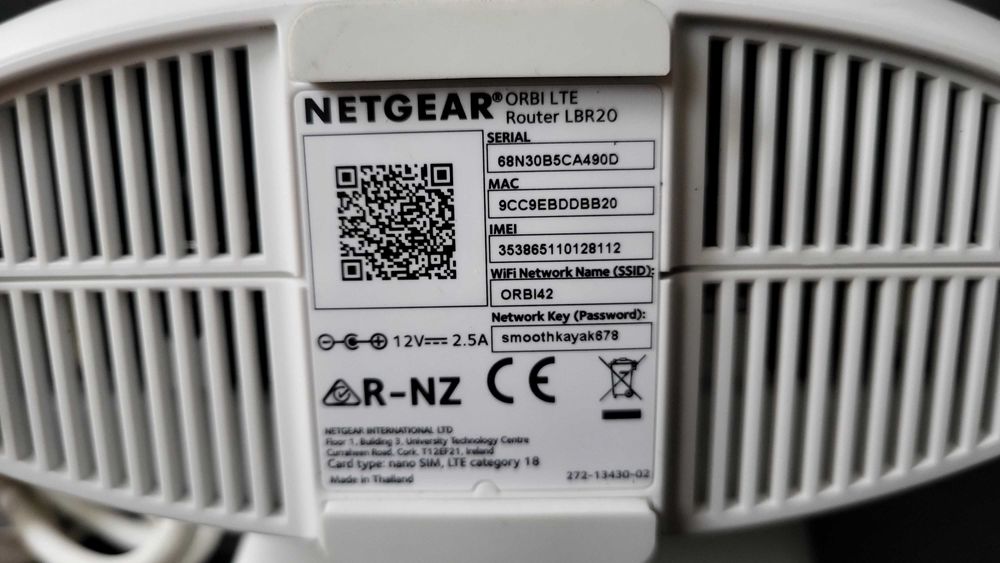 NETGEAR® ORBI LTE
Router LBR20
SERIAL
68N30B5CA490D
MAC
9CC9EBDDBB20
IMEI
353865110128112
WiFi Network Name (SSID):
ORBI42
Network Key (Password):
smoothkayak678
12V⎓ 2.5A
R-NZ CE
NETGEAR INTERNATIONAL LTD
Floor 1, Building 3, University Technology Centre
Curraheen Road, Cork, T12EF21, Ireland
Card type: nano SIM, LTE category 18
Made in Thailand
272-13430-02